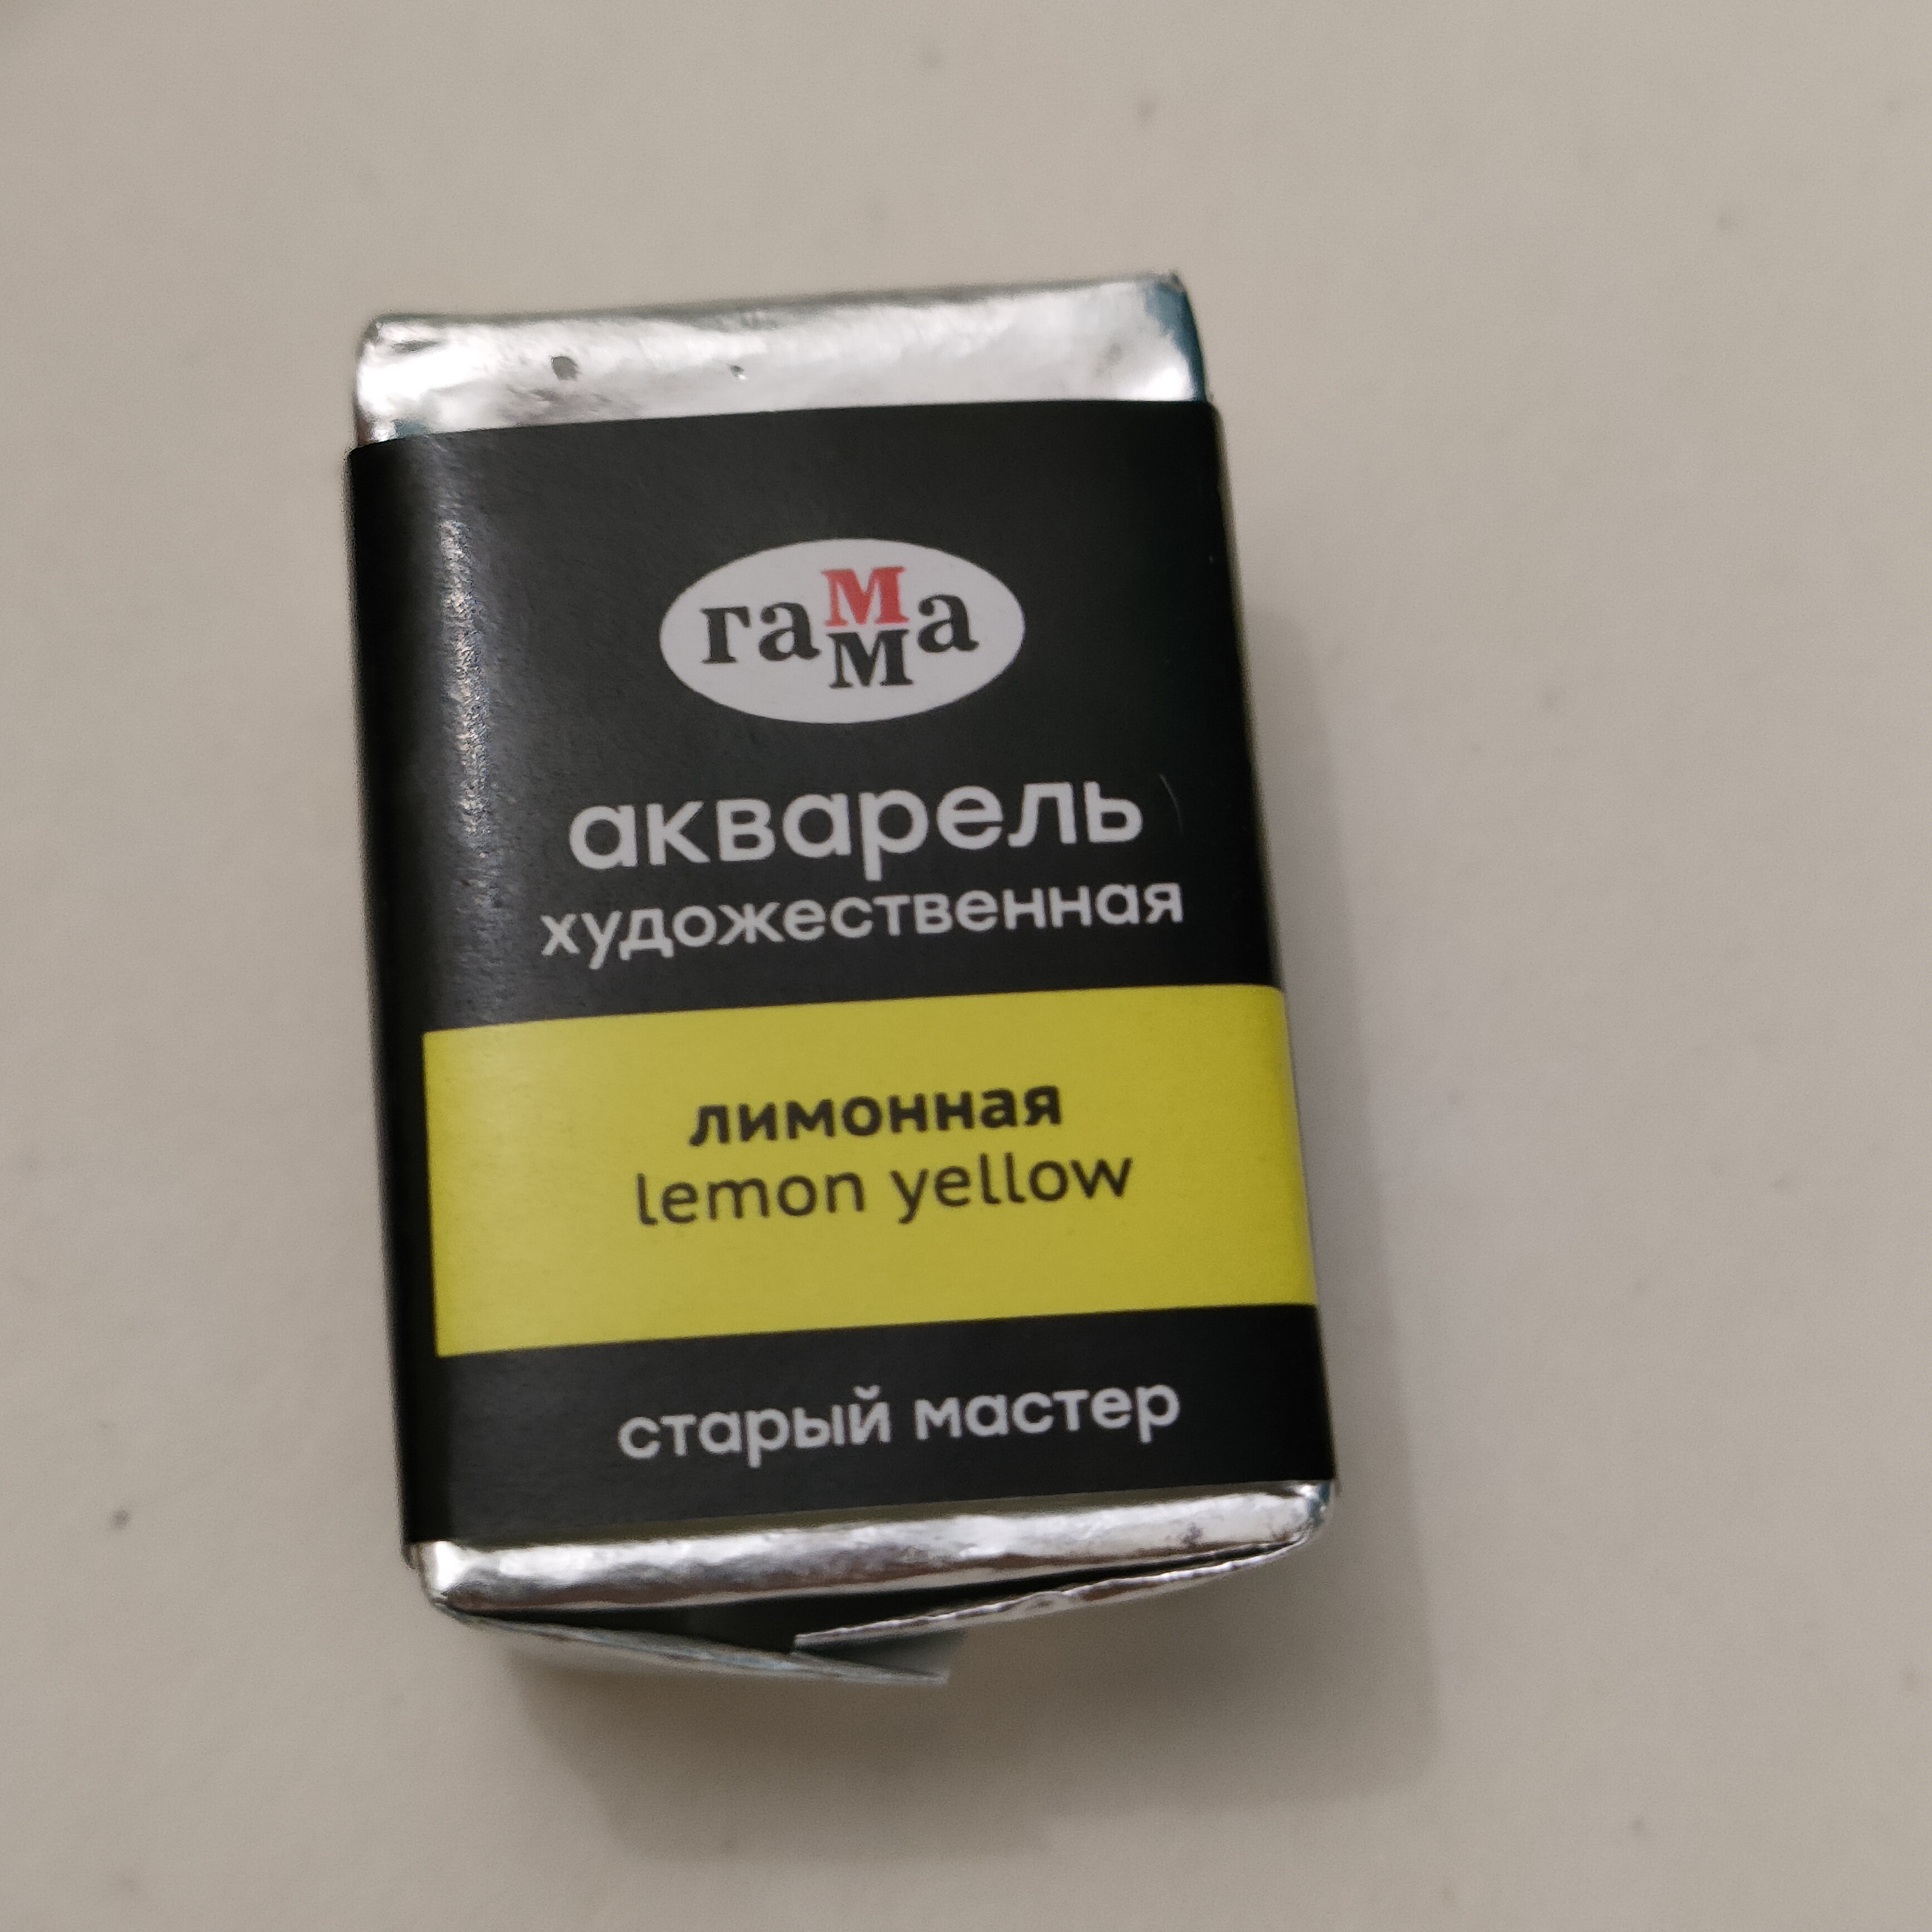 гамма
акварель
художественная
лимонная
lemon yellow
старый мастер